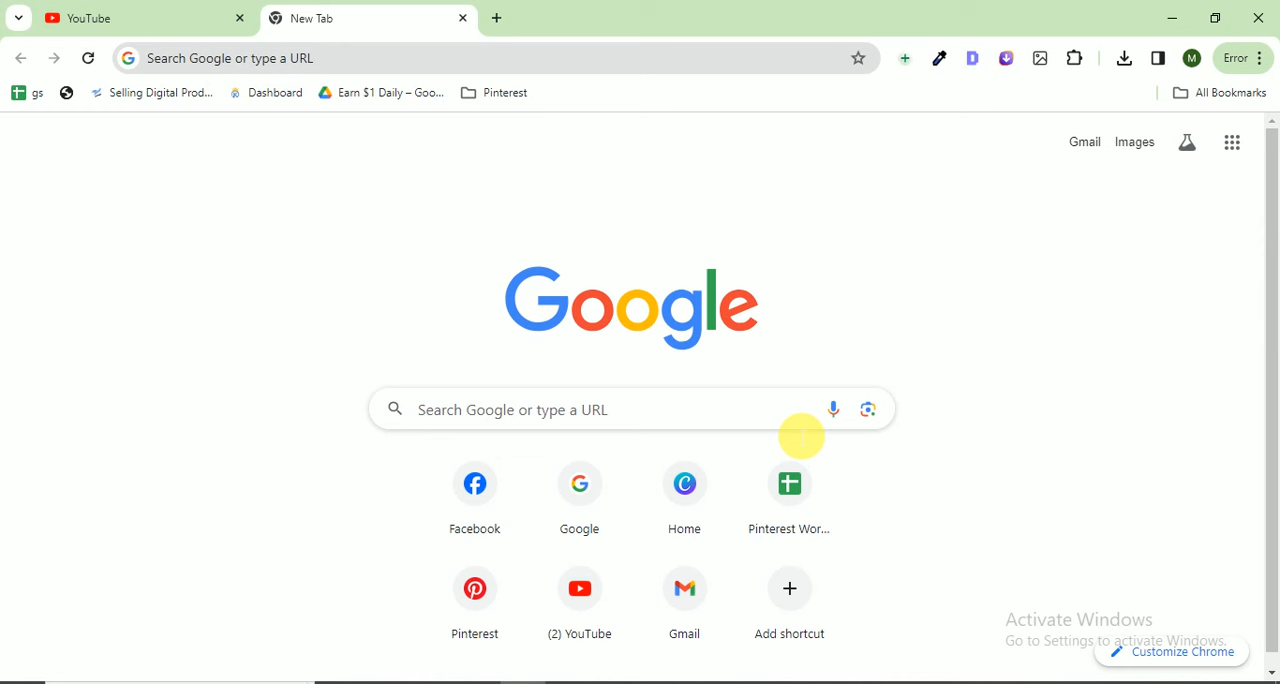 YouTube
New Tab
Search Google or type a URL
Error
gs
Selling Digital Prod...
Dashboard
Earn $1 Daily – Goo...
Pinterest
All Bookmarks
Gmail Images
Google
Search Google or type a URL
Facebook
Google
Home
Pinterest Wor...
Pinterest
(2) YouTube
Gmail
Add shortcut
Activate Windows
Go to Settings to activate Windows.
Customize Chrome